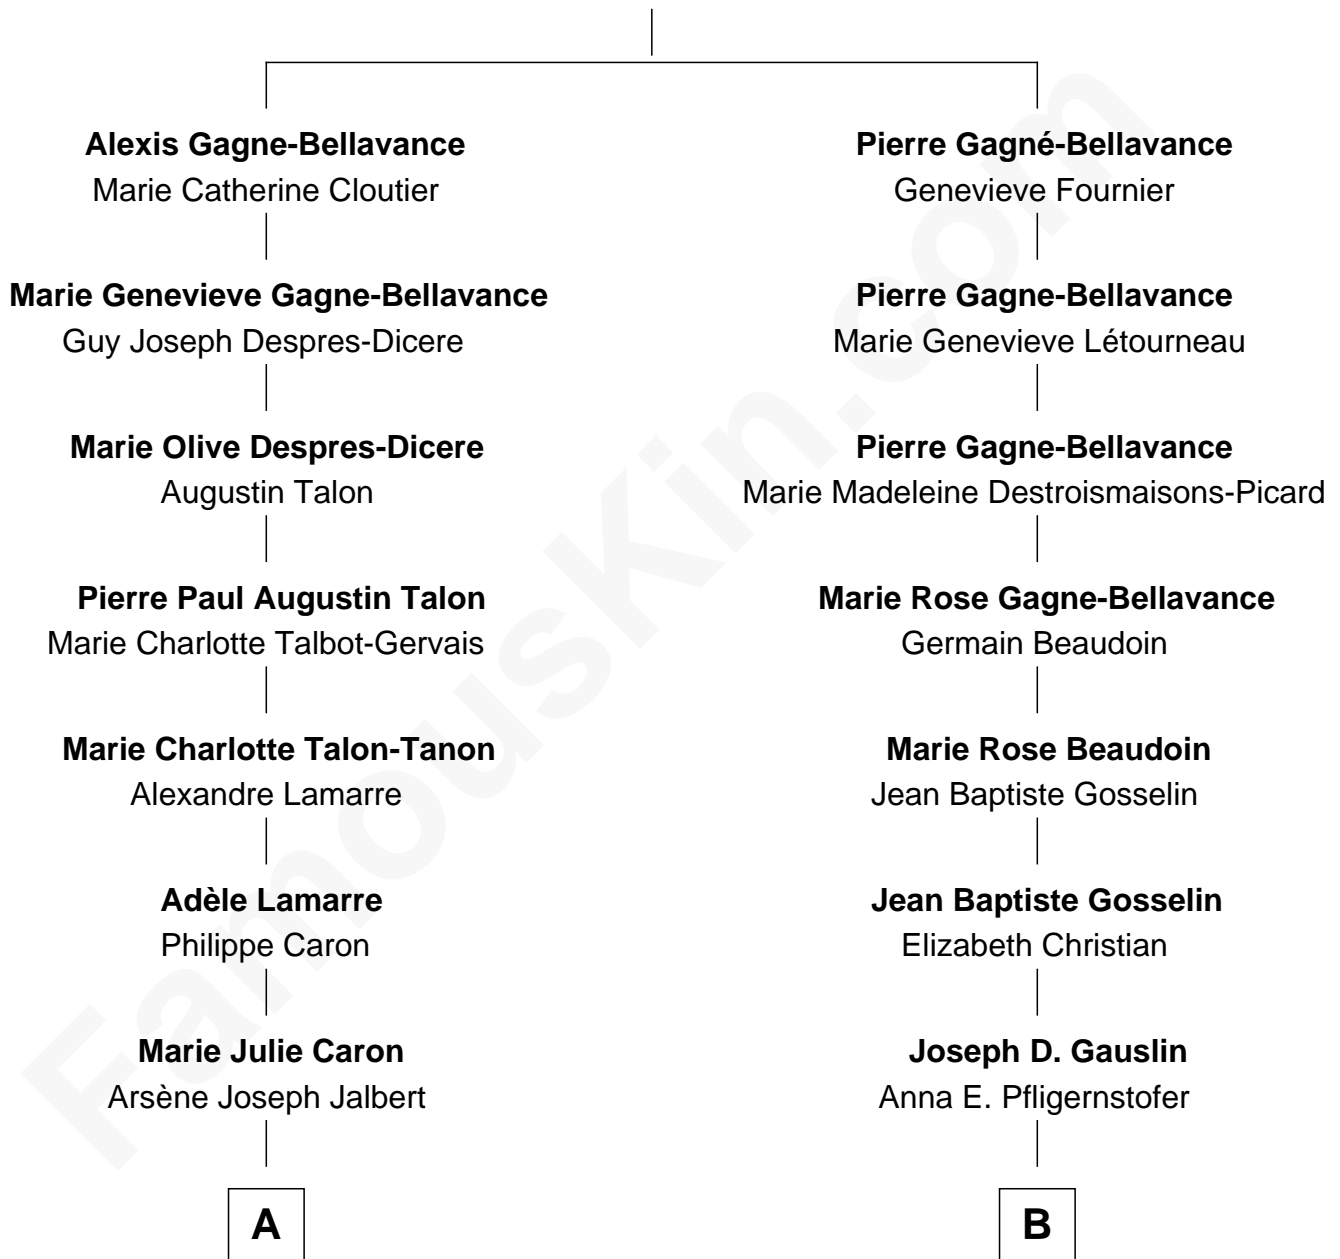 Alexis Gagne-Bellavance
Marie Catherine Cloutier
Marie Genevieve Gagne-Bellavance
Guy Joseph Despres-Dicere
Marie Olive Despres-Dicere
Augustin Talon
Pierre Paul Augustin Talon
Marie Charlotte Talbot-Gervais
Marie Charlotte Talon-Tanon
Alexandre Lamarre
Adèle Lamarre
Philippe Caron
Marie Julie Caron
Arsène Joseph Jalbert
A
Pierre Gagné-Bellavance
Genevieve Fournier
Pierre Gagne-Bellavance
Marie Genevieve Létourneau
Pierre Gagne-Bellavance
Marie Madeleine Destroismaisons-Picard
Marie Rose Gagne-Bellavance
Germain Beaudoin
Marie Rose Beaudoin
Jean Baptiste Gosselin
Jean Baptiste Gosselin
Elizabeth Christian
Joseph D. Gauslin
Anna E. Pfligernstofer
B
FamousKin.com